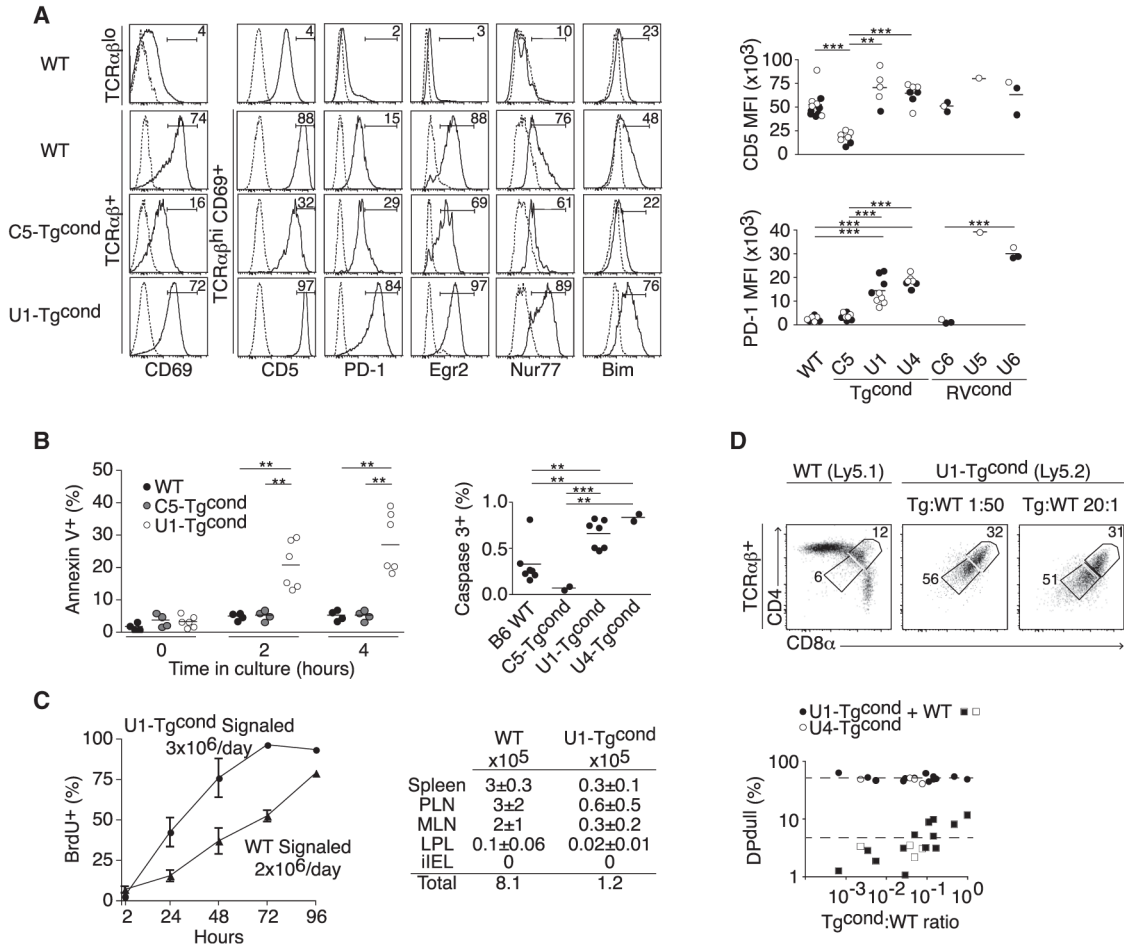 A
WT
TCRαβlo
4
4
2
3
10
23
WT
74
88
15
88
76
48
TCRαβ+
TCRαβhi CD69+
C5-Tgcond
16
32
29
69
61
22
U1-Tgcond
72
97
84
97
89
76
CD69
CD5
PD-1
Egr2
Nur77
Bim
CD5 MFI (x103)
***
***
**
100
75
50
25
0
PD-1 MFI (x103)
***
***
***
***
***
40
30
20
10
0
WT
C5
U1
U4
C6
U5
U6
Tgcond
RVcond
B
Annexin V+ (%)
50
40
30
20
10
0
WT
C5-Tgcond
U1-Tgcond
**
**
**
**
0
2
4
Time in culture (hours)
Caspase 3+ (%)
**
**
***
**
1.0
0.5
0.0
B6 WT
C5-Tgcond
U1-Tgcond
U4-Tgcond
D
WT (Ly5.1)
U1-Tgcond (Ly5.2)
Tg:WT 1:50
Tg:WT 20:1
TCRαβ+
CD4
12
6
32
56
31
51
CD8α
C
U1-Tgcond Signaled
3x106/day
WT Signaled
2x106/day
BrdU+ (%)
100
75
50
25
0
2
24
48
72
96
Hours
WT U1-Tgcond
x105 x105
Spleen 3±0.3 0.3±0.1
PLN 3±2 0.6±0.5
MLN 2±1 0.3±0.2
LPL 0.1±0.06 0.02±0.01
iIEL 0 0
Total 8.1 1.2
U1-Tgcond + WT
U4-Tgcond
DPdull (%)
100
10
1
10-3
10-2
10-1
100
Tgcond:WT ratio